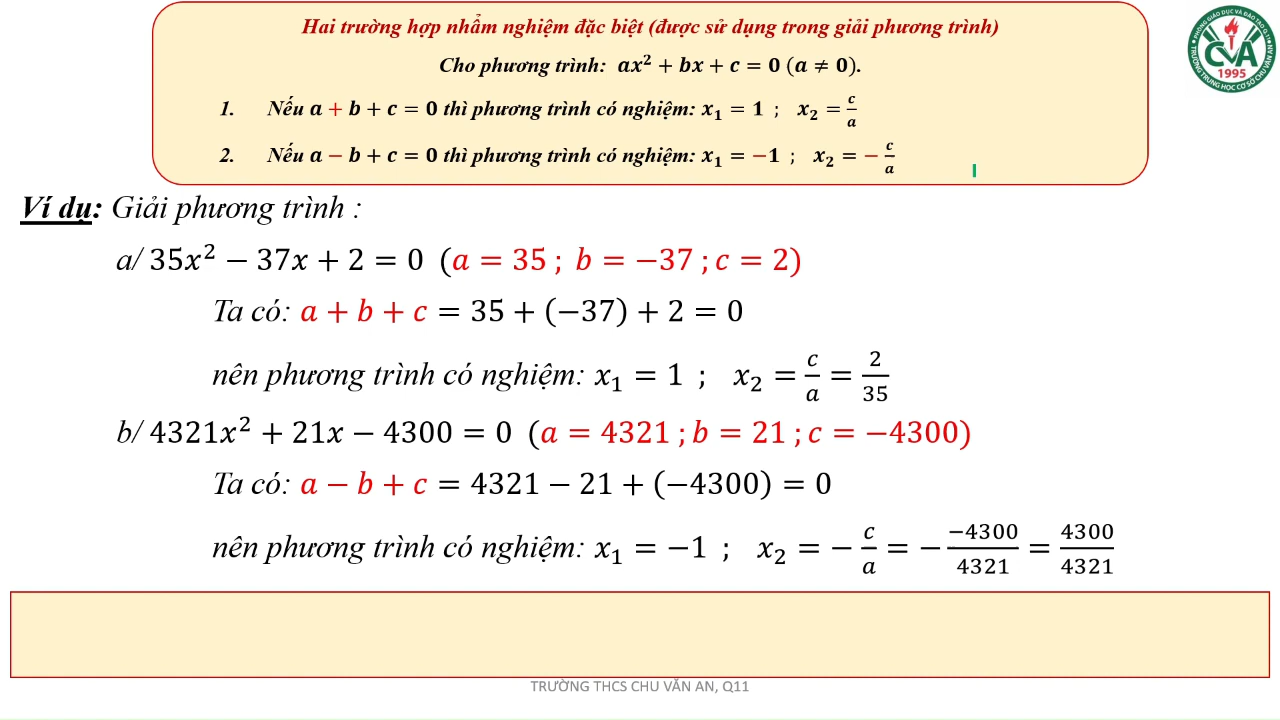 Hai trường hợp nhẩm nghiệm đặc biệt (được sử dụng trong giải phương trình)
Cho phương trình: ax² + bx + c = 0 (a ≠ 0).
1. Nếu a + b + c = 0 thì phương trình có nghiệm: x₁ = 1 ; x₂ = c/a
2. Nếu a − b + c = 0 thì phương trình có nghiệm: x₁ = −1 ; x₂ = − c/a
CVA
1995
Ví dụ: Giải phương trình :
a/ 35x² − 37x + 2 = 0 (a = 35 ; b = −37 ; c = 2)
Ta có: a + b + c = 35 + (−37) + 2 = 0
nên phương trình có nghiệm: x₁ = 1 ; x₂ = c/a = 2/35
b/ 4321x² + 21x − 4300 = 0 (a = 4321 ; b = 21 ; c = −4300)
Ta có: a − b + c = 4321 − 21 + (−4300) = 0
nên phương trình có nghiệm: x₁ = −1 ; x₂ = − c/a = − −4300/4321 = 4300/4321
TRƯỜNG THCS CHU VĂN AN, Q11